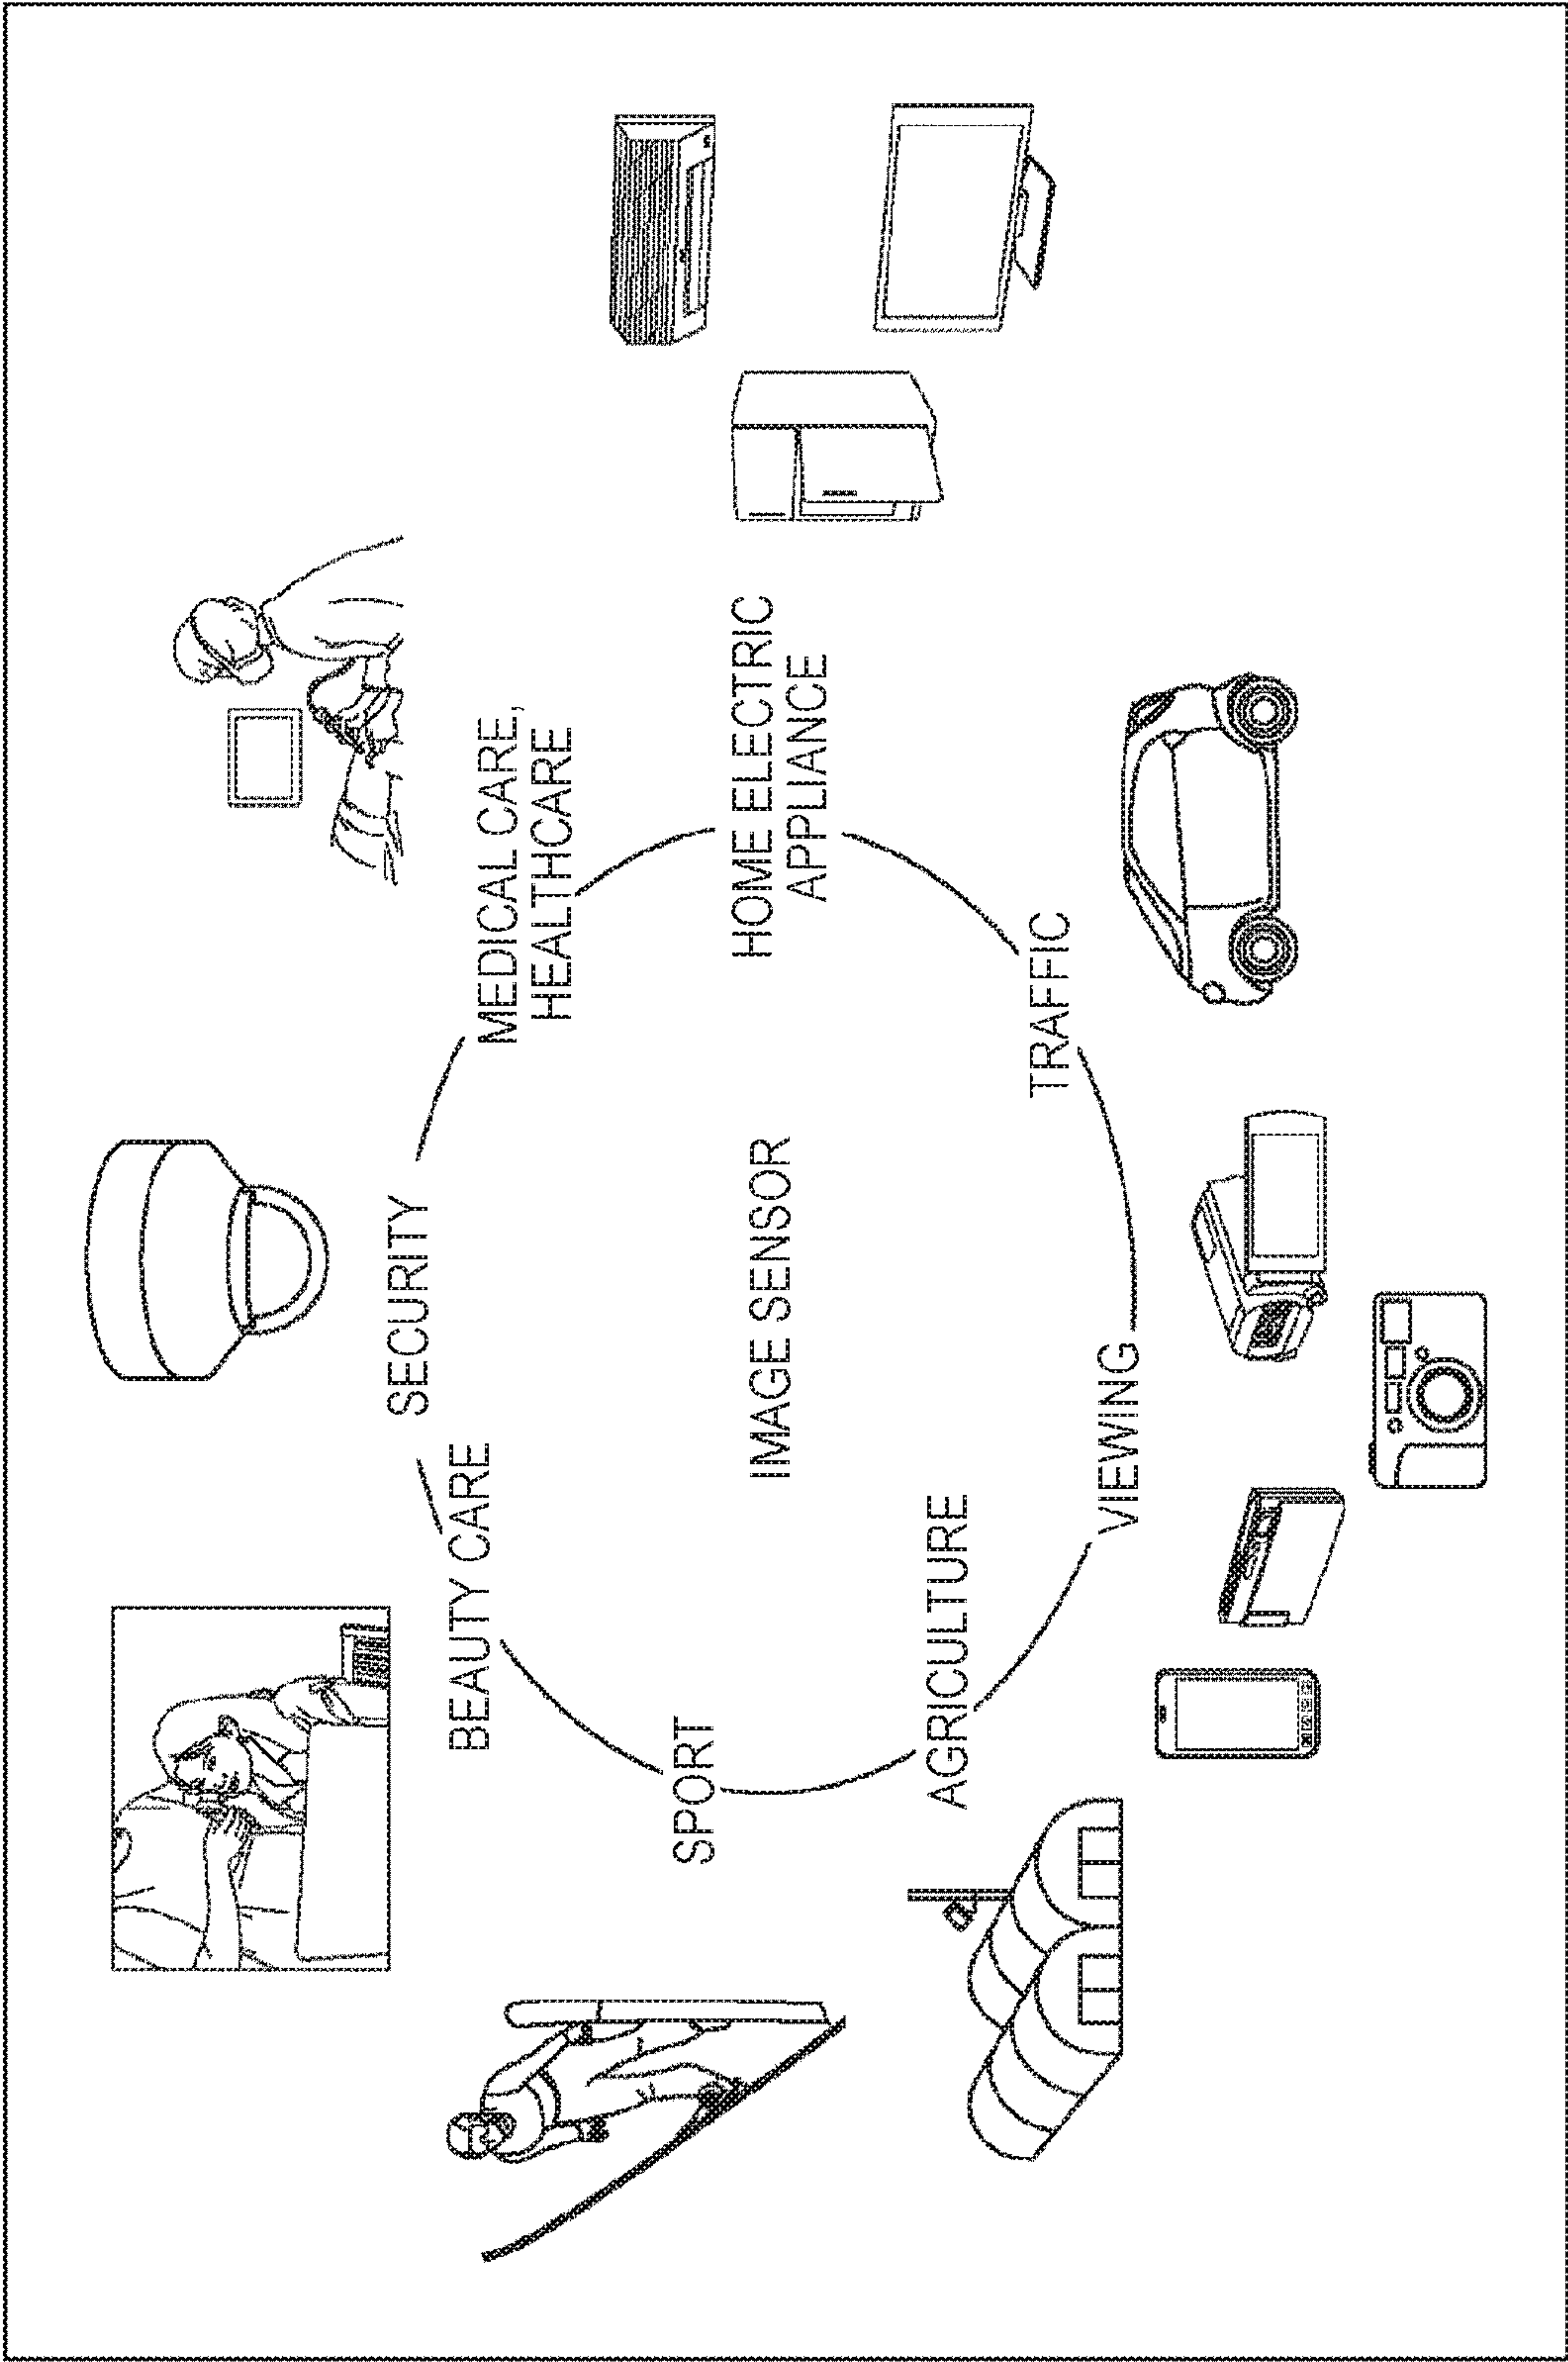 SECURITY
BEAUTY CARE
MEDICAL CARE,
HEALTHCARE
SPORT
IMAGE SENSOR
HOME ELECTRIC
APPLIANCE
AGRICULTURE
TRAFFIC
VIEWING